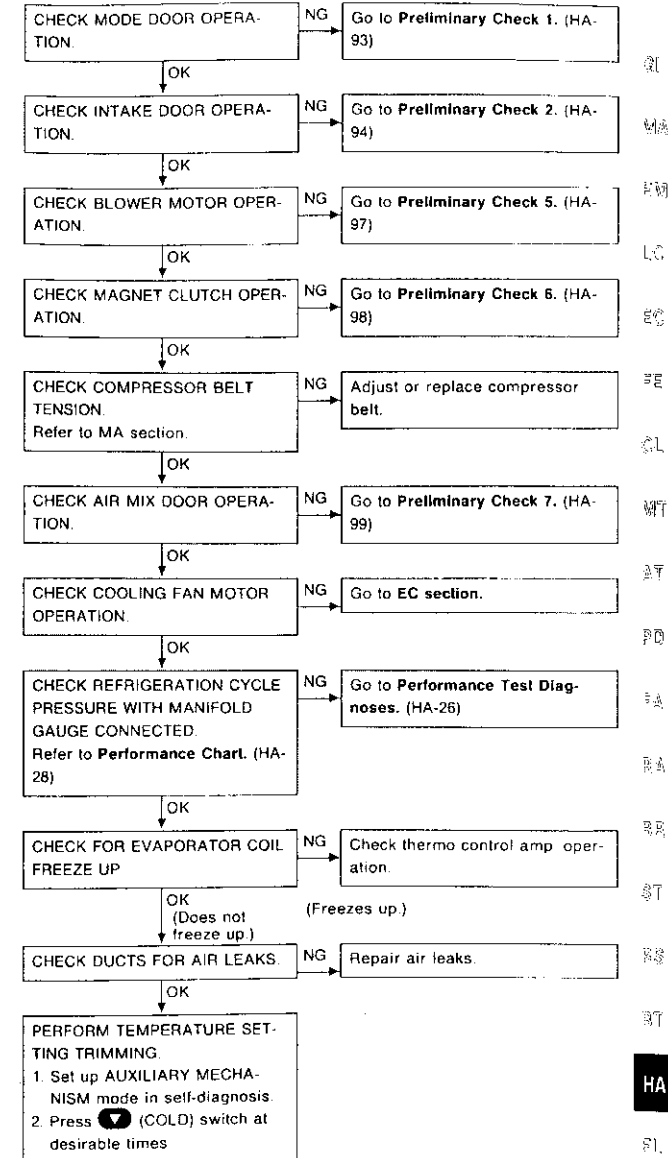 CHECK MODE DOOR OPERA-
TION.
NG
Go to Preliminary Check 1. (HA-
93)
OK
CHECK INTAKE DOOR OPERA-
TION.
NG
Go to Preliminary Check 2. (HA-
94)
OK
CHECK BLOWER MOTOR OPER-
ATION.
NG
Go to Preliminary Check 5. (HA-
97)
OK
CHECK MAGNET CLUTCH OPER-
ATION.
NG
Go to Preliminary Check 6. (HA-
98)
OK
CHECK COMPRESSOR BELT
TENSION.
Refer to MA section.
NG
Adjust or replace compressor
belt.
OK
CHECK AIR MIX DOOR OPERA-
TION.
NG
Go to Preliminary Check 7. (HA-
99)
OK
CHECK COOLING FAN MOTOR
OPERATION.
NG
Go to EC section.
OK
CHECK REFRIGERATION CYCLE
PRESSURE WITH MANIFOLD
GAUGE CONNECTED.
Refer to Performance Chart. (HA-
28)
NG
Go to Performance Test Diag-
noses. (HA-26)
OK
CHECK FOR EVAPORATOR COIL
FREEZE UP
NG
Check thermo control amp oper-
ation.
OK
(Does not
freeze up.)
(Freezes up.)
CHECK DUCTS FOR AIR LEAKS.
NG
Repair air leaks.
OK
PERFORM TEMPERATURE SET-
TING TRIMMING.
1. Set up AUXILIARY MECHA-
NISM mode in self-diagnosis.
2. Press (COLD) switch at
desirable times
GI
MA
EM
LC
EC
FE
CL
MT
AT
PD
FA
RA
BR
ST
RS
BT
HA
EL